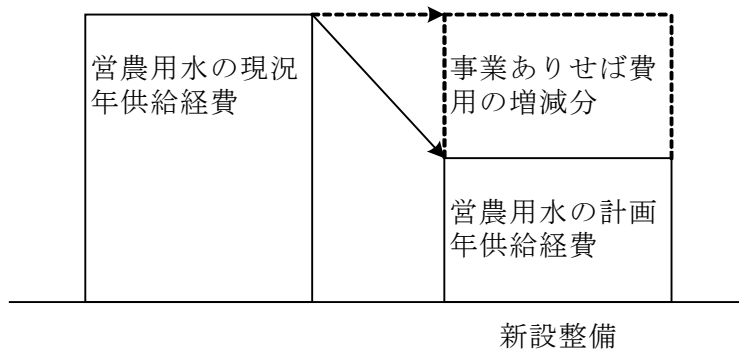 営農用水の現況
年供給経費
事業ありせば費
用の増減分
営農用水の計画
年供給経費
新設整備